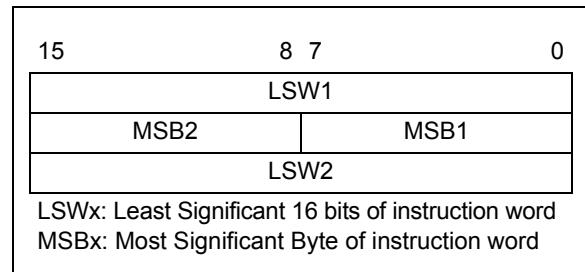 15 8 7 0
LSW1
MSB2 MSB1
LSW2
LSWx: Least Significant 16 bits of instruction word
MSBx: Most Significant Byte of instruction word